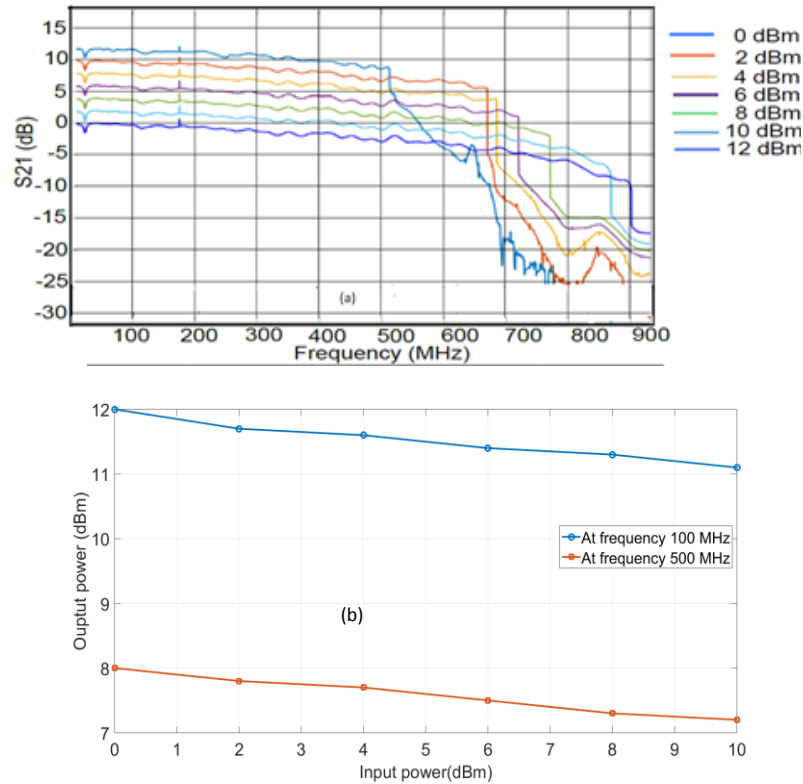 15
10
5
0
-5
-10
-15
-20
-25
-30
S21 (dB)
0 dBm
2 dBm
4 dBm
6 dBm
8 dBm
10 dBm
12 dBm
(a)
100 200 300 400 500 600 700 800 900
Frequency (MHz)
12
11
10
9
8
7
Ouptut power (dBm)
At frequency 100 MHz
At frequency 500 MHz
(b)
0 1 2 3 4 5 6 7 8 9 10
Input power(dBm)